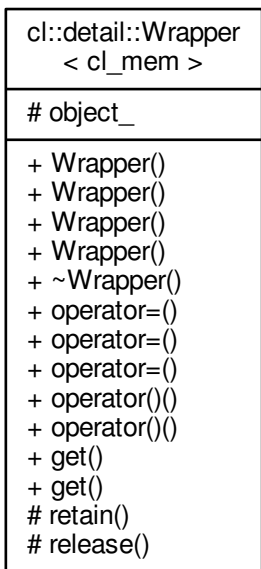 cl::detail::Wrapper
< cl_mem >
# object_
+ Wrapper()
+ Wrapper()
+ Wrapper()
+ Wrapper()
+ ~Wrapper()
+ operator=()
+ operator=()
+ operator=()
+ operator()()
+ operator()()
+ get()
+ get()
# retain()
# release()